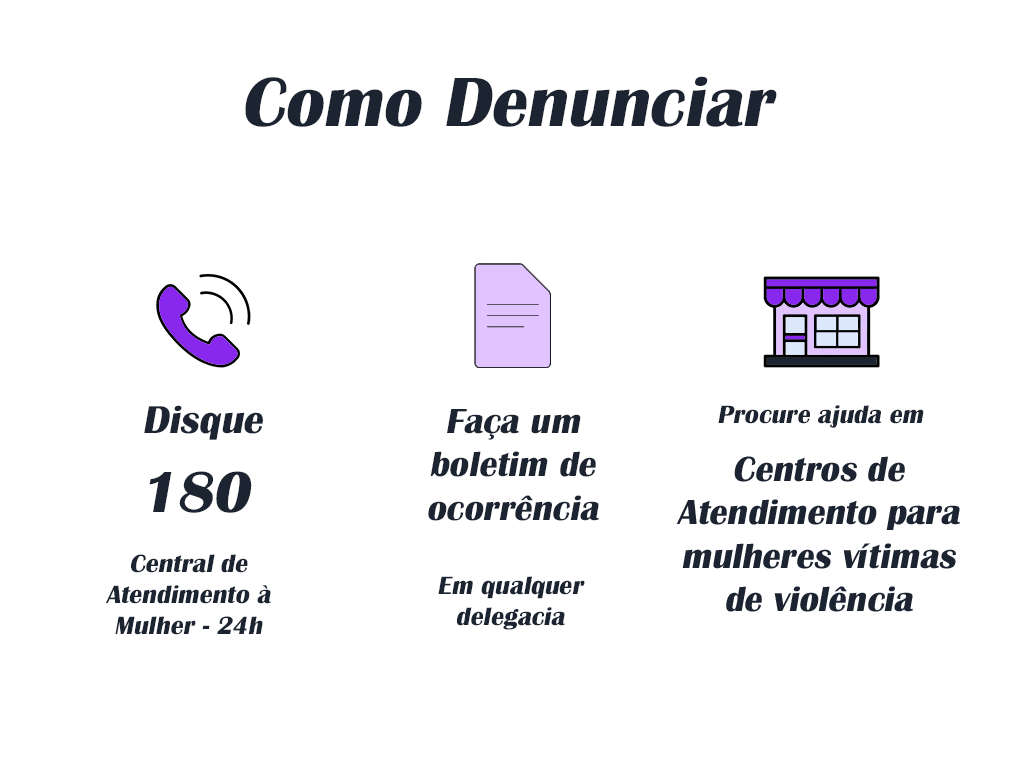 Como Denunciar
Disque
180
Central de
Atendimento à
Mulher - 24h
Faça um
boletim de
ocorrência
Em qualquer
delegacia
Procure ajuda em
Centros de
Atendimento para
mulheres vítimas
de violência